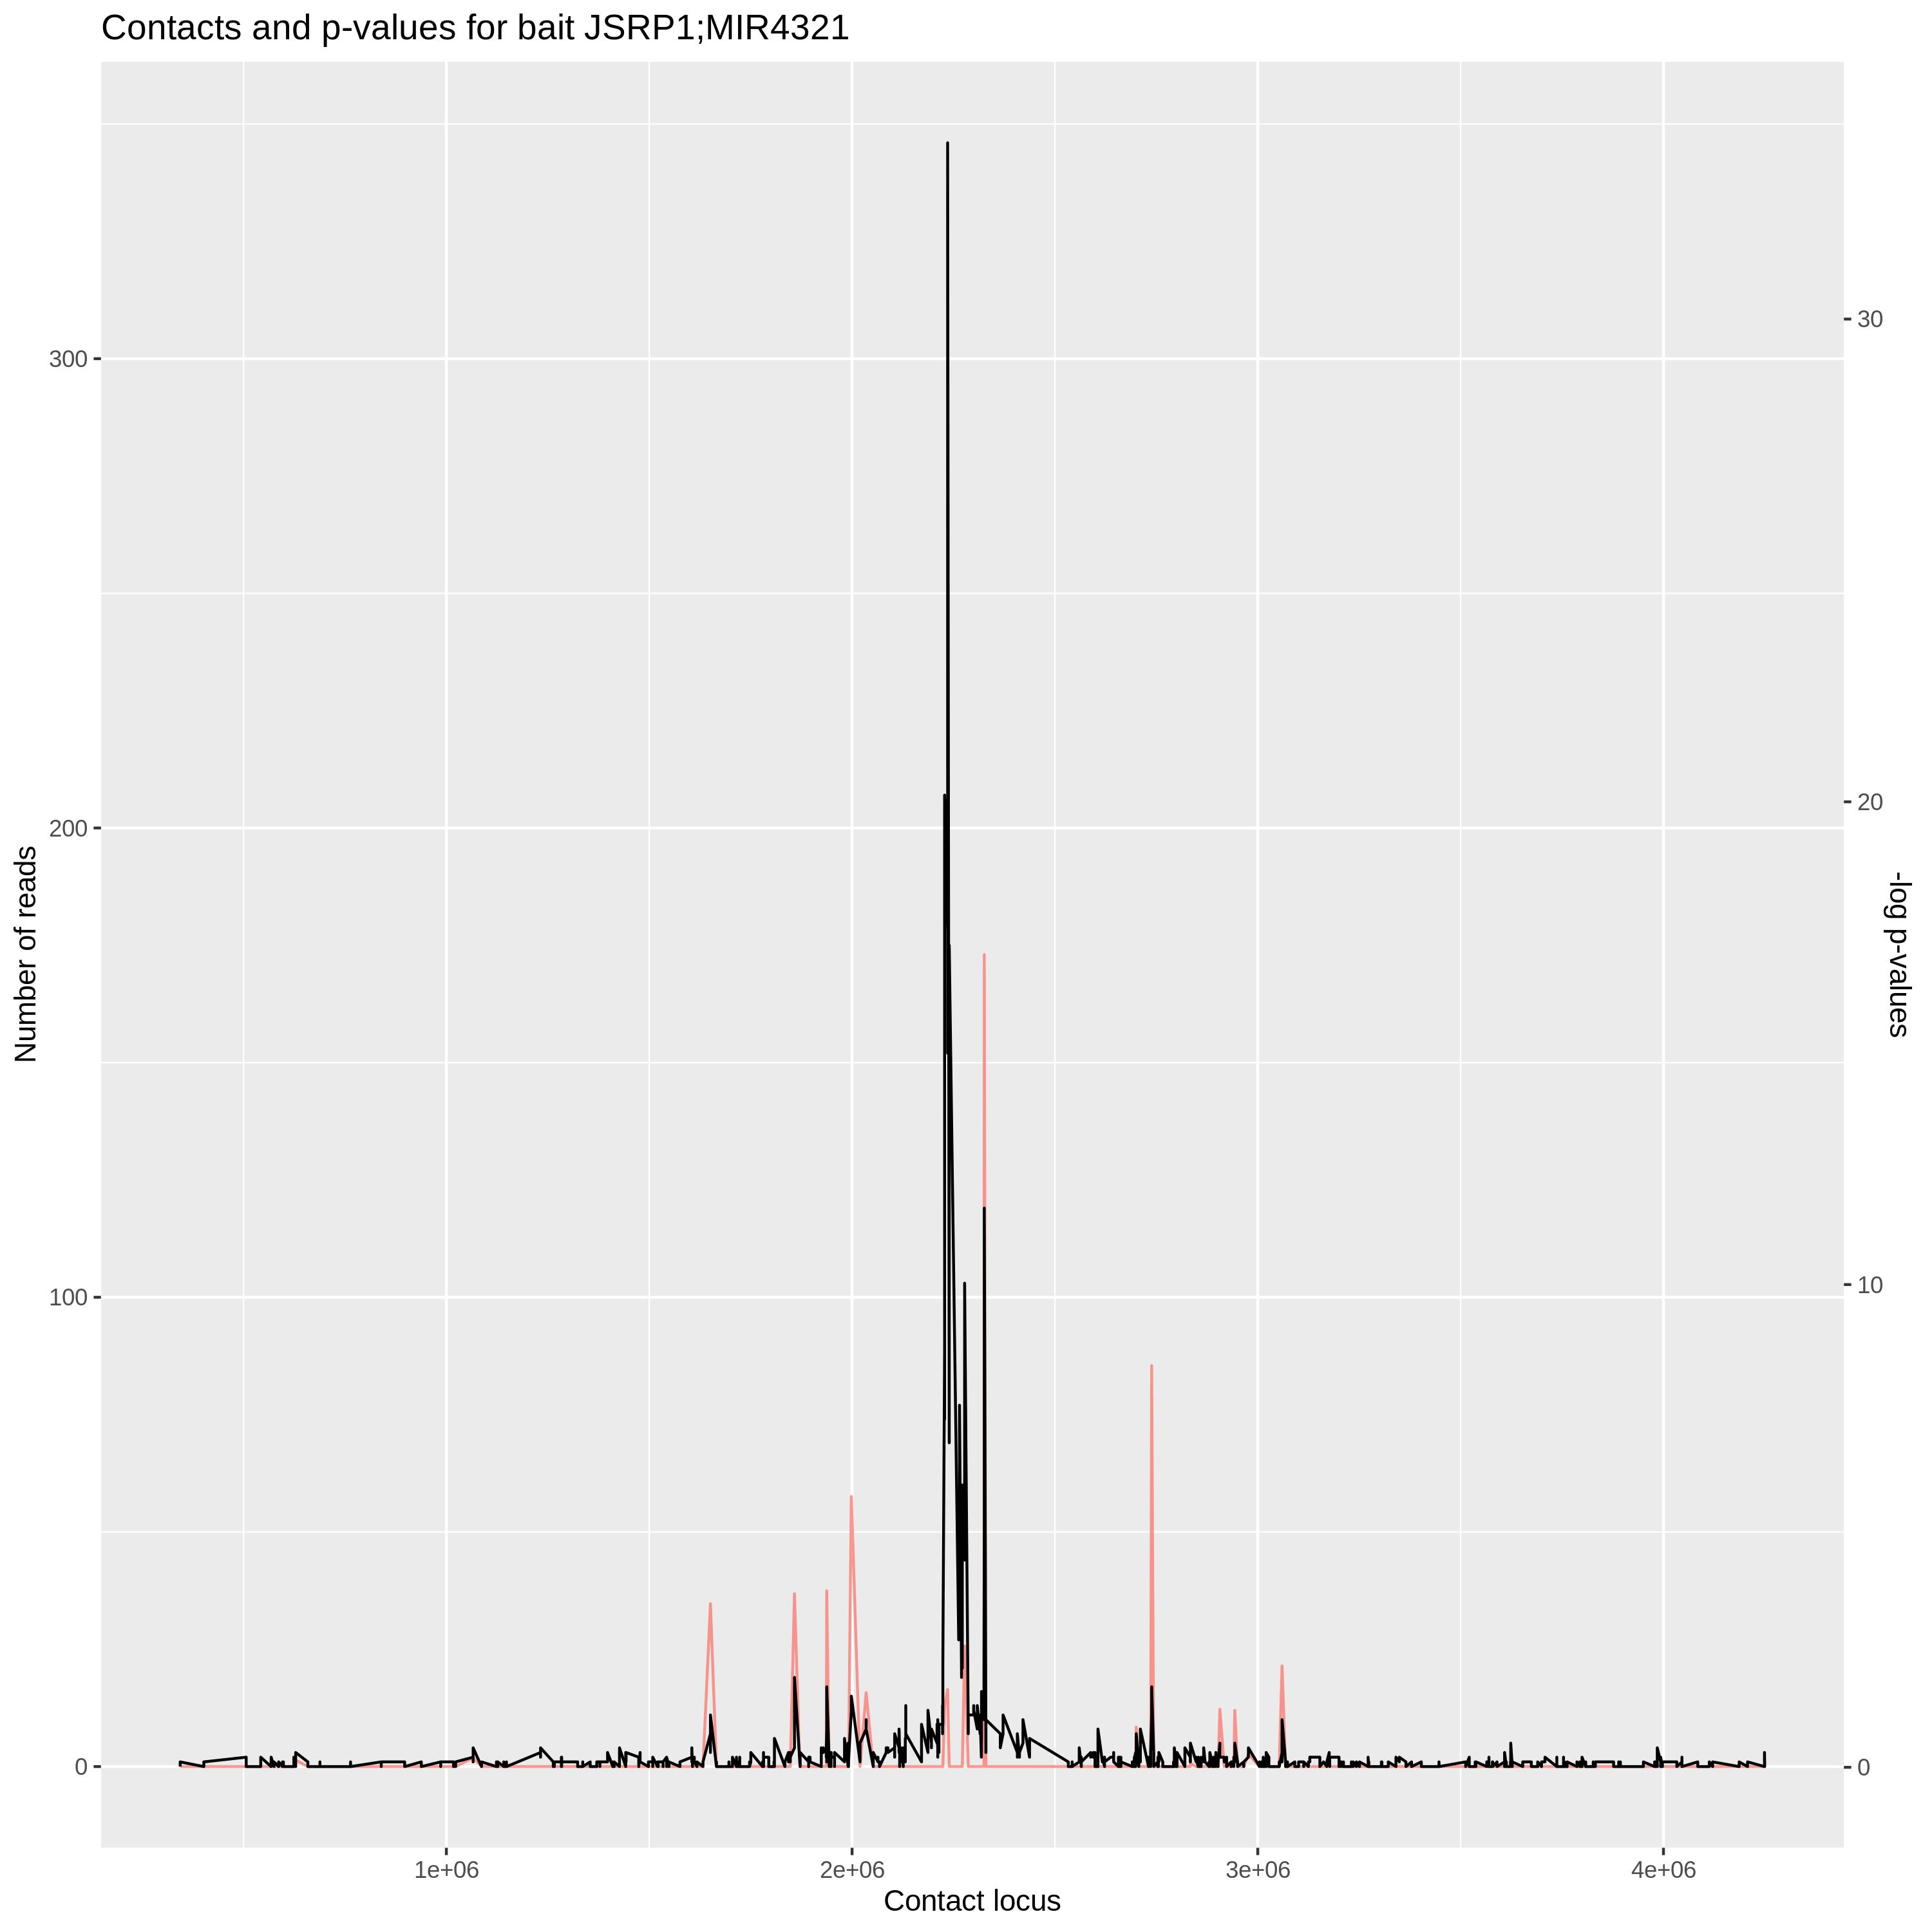 Contacts and p-values for bait JSRP1;MIR4321
300
200
100
0
Number of reads
30
20
10
0
-log p-values
1e+06
2e+06
3e+06
4e+06
Contact locus